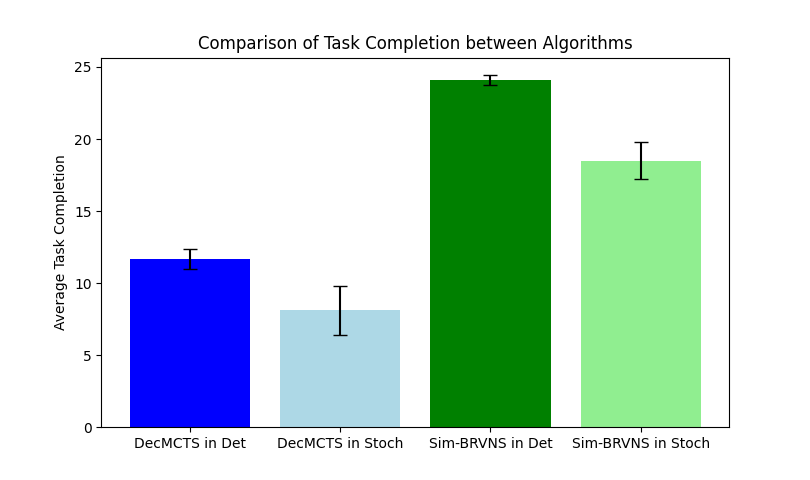 Comparison of Task Completion between Algorithms
Average Task Completion
25
20
15
10
5
0
DecMCTS in Det
DecMCTS in Stoch
Sim-BRVNS in Det
Sim-BRVNS in Stoch